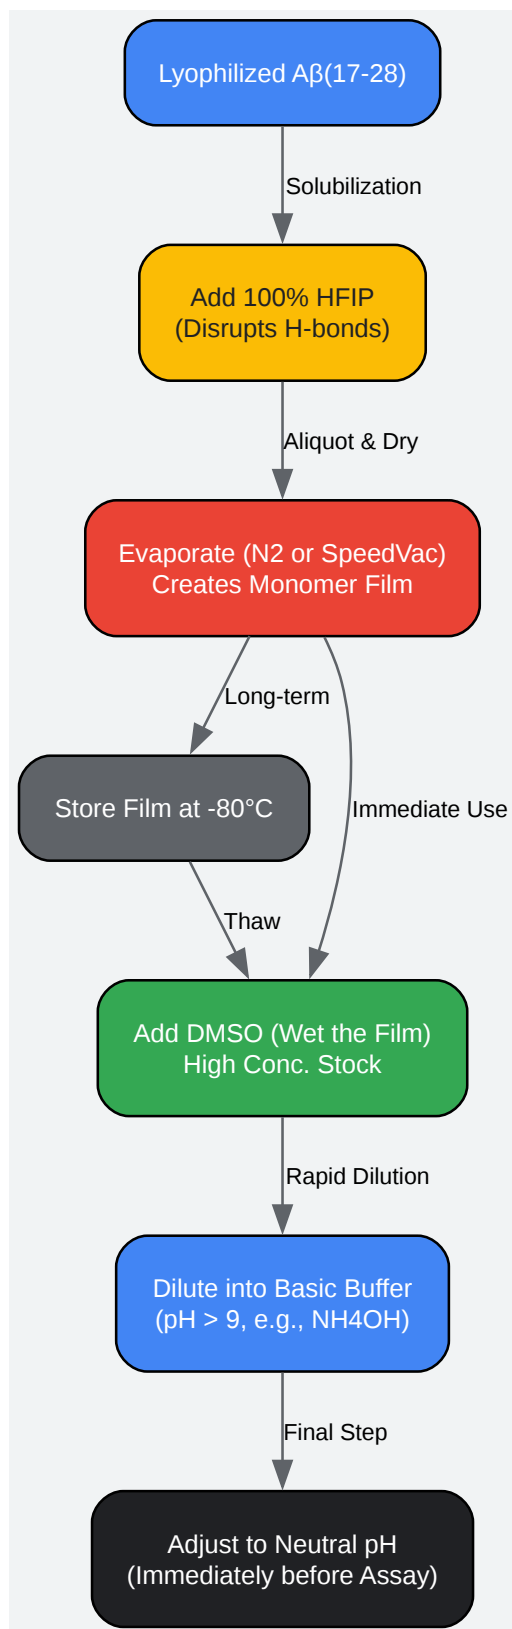 Lyophilized Aβ(17-28)
Solubilization
Add 100% HFIP
(Disrupts H-bonds)
Aliquot & Dry
Evaporate (N2 or SpeedVac)
Creates Monomer Film
Long-term
Store Film at -80°C
Immediate Use
Thaw
Add DMSO (Wet the Film)
High Conc. Stock
Rapid Dilution
Dilute into Basic Buffer
(pH > 9, e.g., NH4OH)
Final Step
Adjust to Neutral pH
(Immediately before Assay)